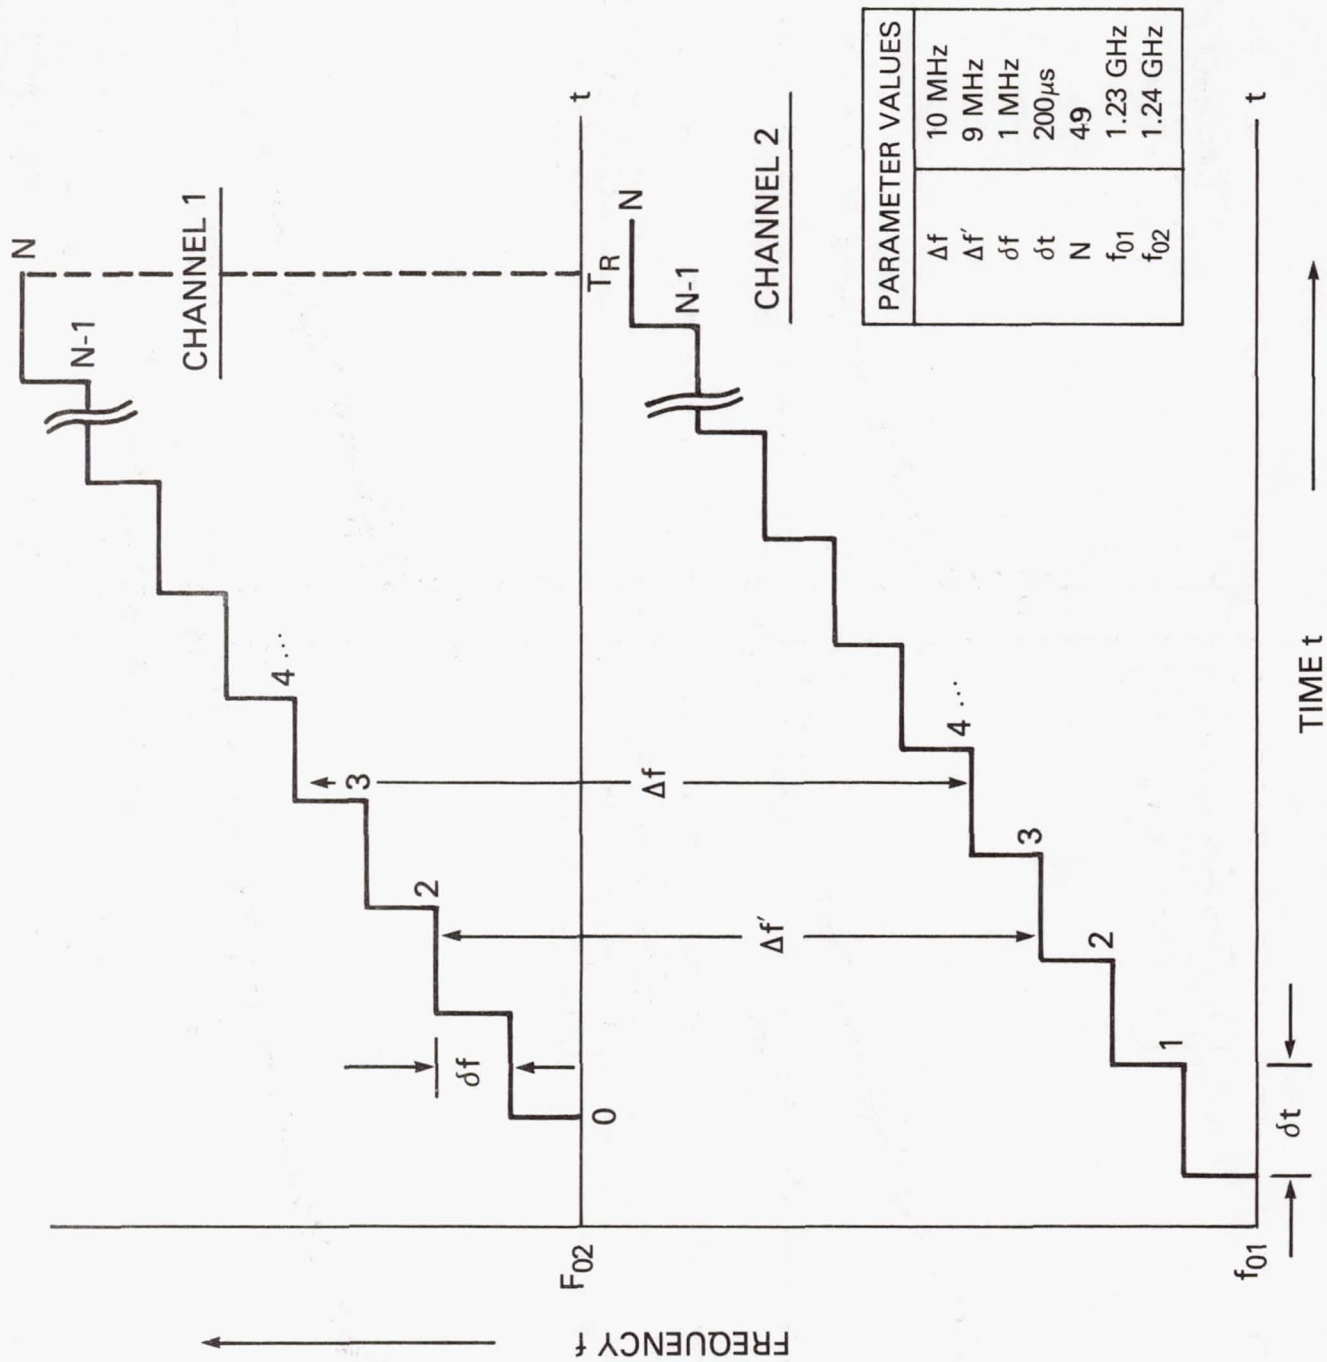 FREQUENCY f
CHANNEL 1
N
N-1
4 ...
3
2
δf
0
F02
t
TR
Δf
Δf′
CHANNEL 2
N
N-1
4 ...
3
2
1
δt
f01
t
TIME t
PARAMETER VALUES
Δf 10 MHz
Δf′ 9 MHz
δf 1 MHz
δt 200μs
N 49
f01 1.23 GHz
f02 1.24 GHz